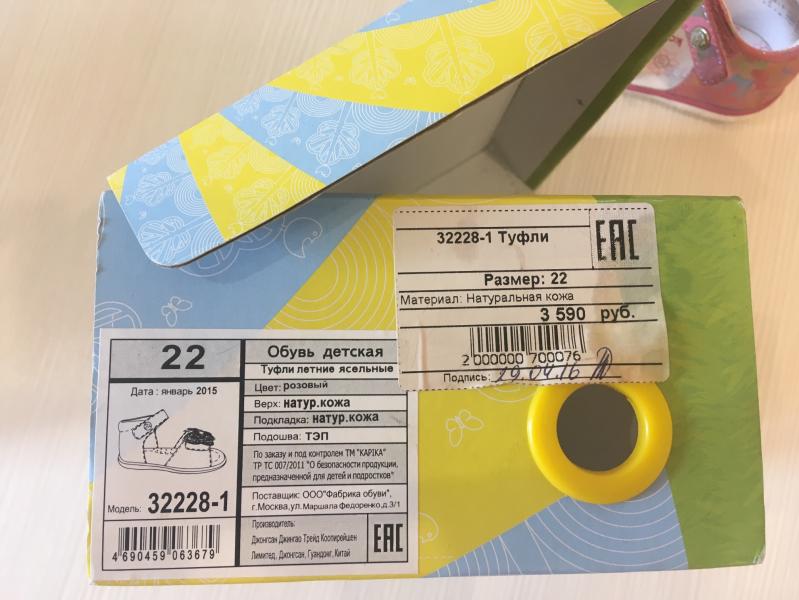 32228-1 Туфли
EAC
Размер: 22
Материал: Натуральная кожа
3 590 руб.
2 000000 700076
Подпись: 29.04.16
22
Дата : январь 2015
Модель: 32228-1
4 690459 063679
Обувь детская
Туфли летние ясельные
Цвет: розовый
Верх: натур.кожа
Подкладка: натур.кожа
Подошва: ТЭП
По заказу и под контролем ТМ "KAPIKA"
ТР ТС 007/2011 "О безопасности продукции,
предназначенной для детей и подростков"
Поставщик: ООО"Фабрика обуви",
г.Москва,ул.Маршала Федоренко,д.3/1
Производитель:
Джонгсан Джингао Трейд Коопирейшен
Лимитед, Джонгсан, Гуандонг, Китай
EAC